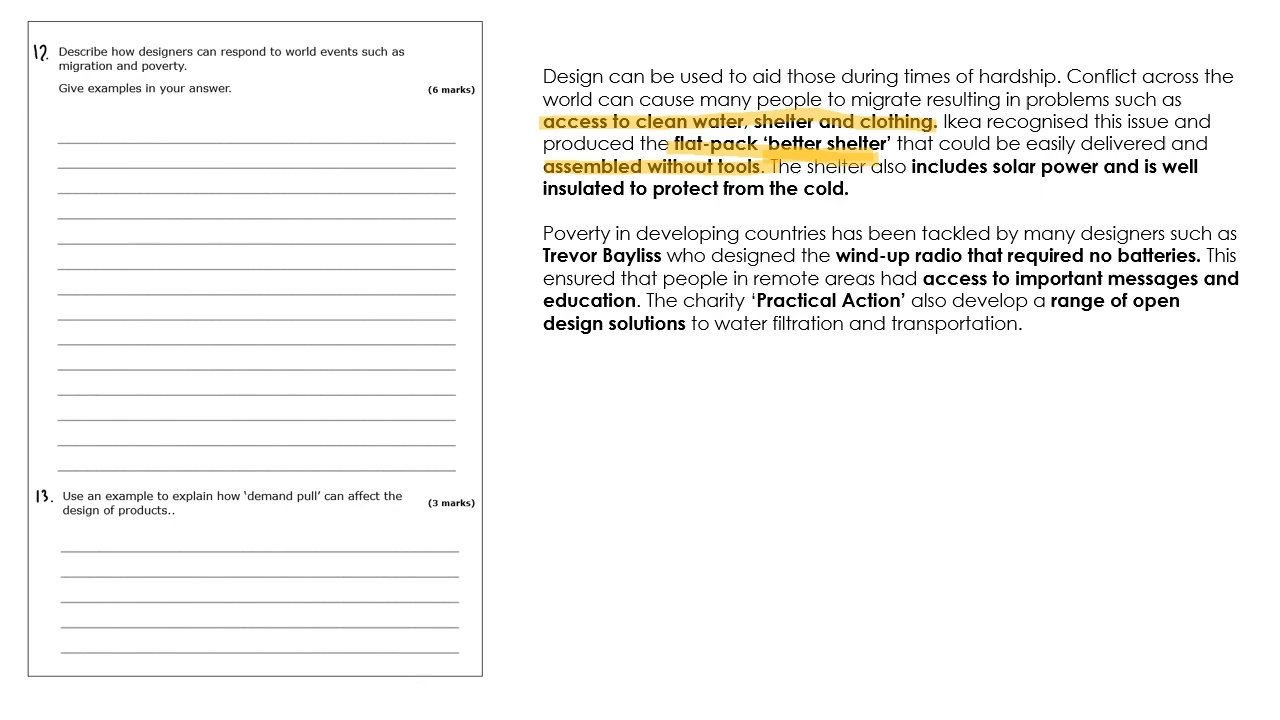 12. Describe how designers can respond to world events such as
migration and poverty.
Give examples in your answer. (6 marks)
13. Use an example to explain how ‘demand pull’ can affect the
design of products.. (3 marks)
Design can be used to aid those during times of hardship. Conflict across the
world can cause many people to migrate resulting in problems such as
access to clean water, shelter and clothing. Ikea recognised this issue and
produced the flat-pack ‘better shelter’ that could be easily delivered and
assembled without tools. The shelter also includes solar power and is well
insulated to protect from the cold.
Poverty in developing countries has been tackled by many designers such as
Trevor Bayliss who designed the wind-up radio that required no batteries. This
ensured that people in remote areas had access to important messages and
education. The charity ‘Practical Action’ also develop a range of open
design solutions to water filtration and transportation.